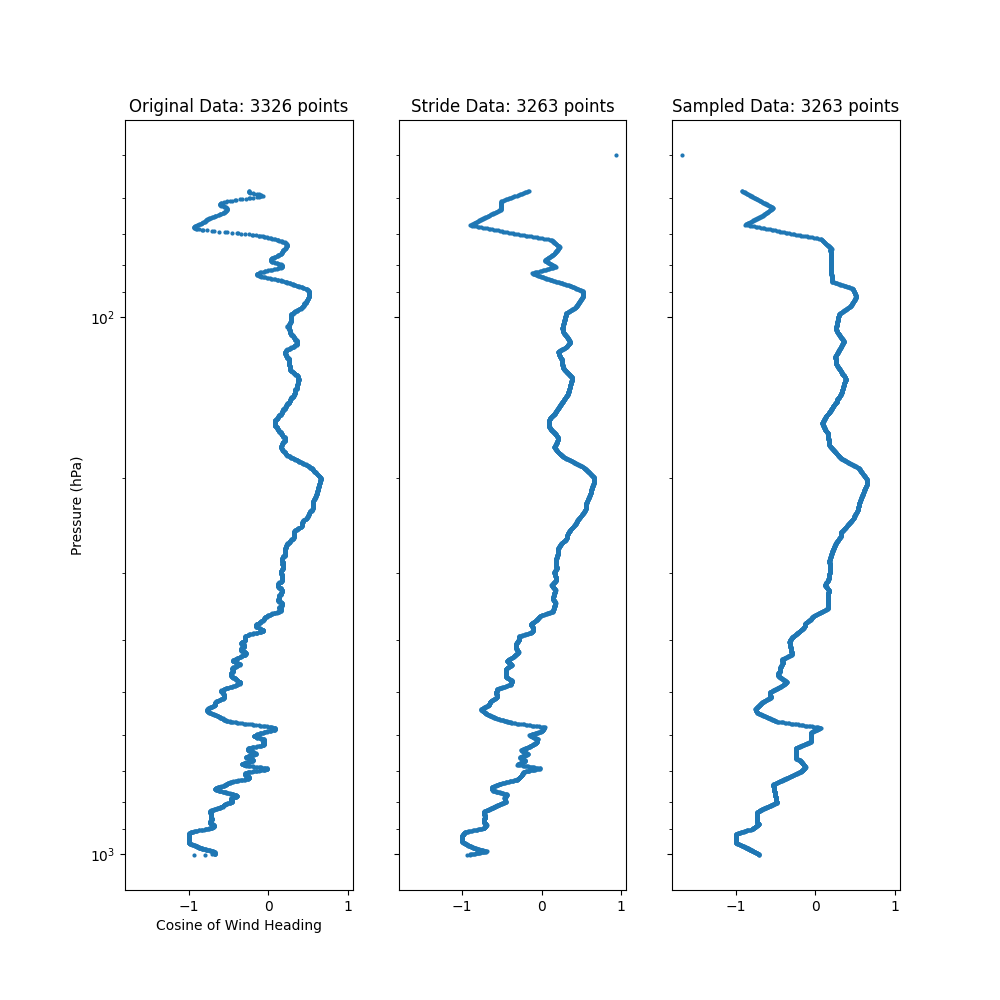 Original Data: 3326 points
Stride Data: 3263 points
Sampled Data: 3263 points
10²
10³
Pressure (hPa)
−1 0 1
−1 0 1
−1 0 1
Cosine of Wind Heading